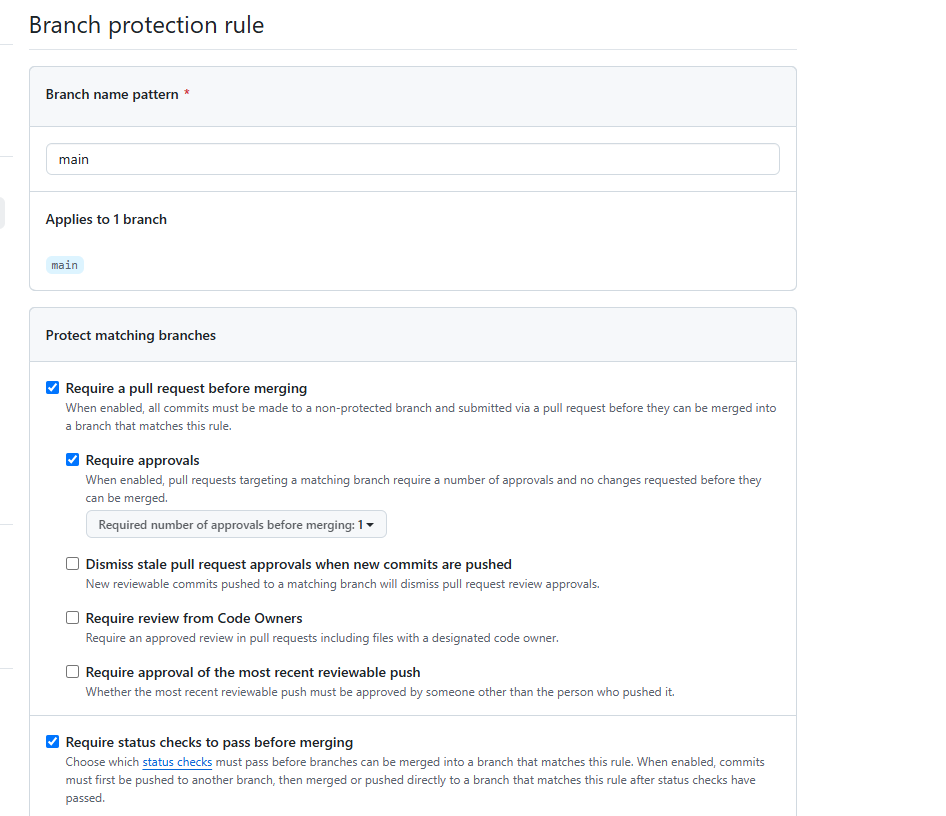 Branch protection rule
Branch name pattern *
main
Applies to 1 branch
main
Protect matching branches
Require a pull request before merging
When enabled, all commits must be made to a non-protected branch and submitted via a pull request before they can be merged into
a branch that matches this rule.
Require approvals
When enabled, pull requests targeting a matching branch require a number of approvals and no changes requested before they
can be merged.
Required number of approvals before merging: 1
Dismiss stale pull request approvals when new commits are pushed
New reviewable commits pushed to a matching branch will dismiss pull request review approvals.
Require review from Code Owners
Require an approved review in pull requests including files with a designated code owner.
Require approval of the most recent reviewable push
Whether the most recent reviewable push must be approved by someone other than the person who pushed it.
Require status checks to pass before merging
Choose which status checks must pass before branches can be merged into a branch that matches this rule. When enabled, commits
must first be pushed to another branch, then merged or pushed directly to a branch that matches this rule after status checks have
passed.